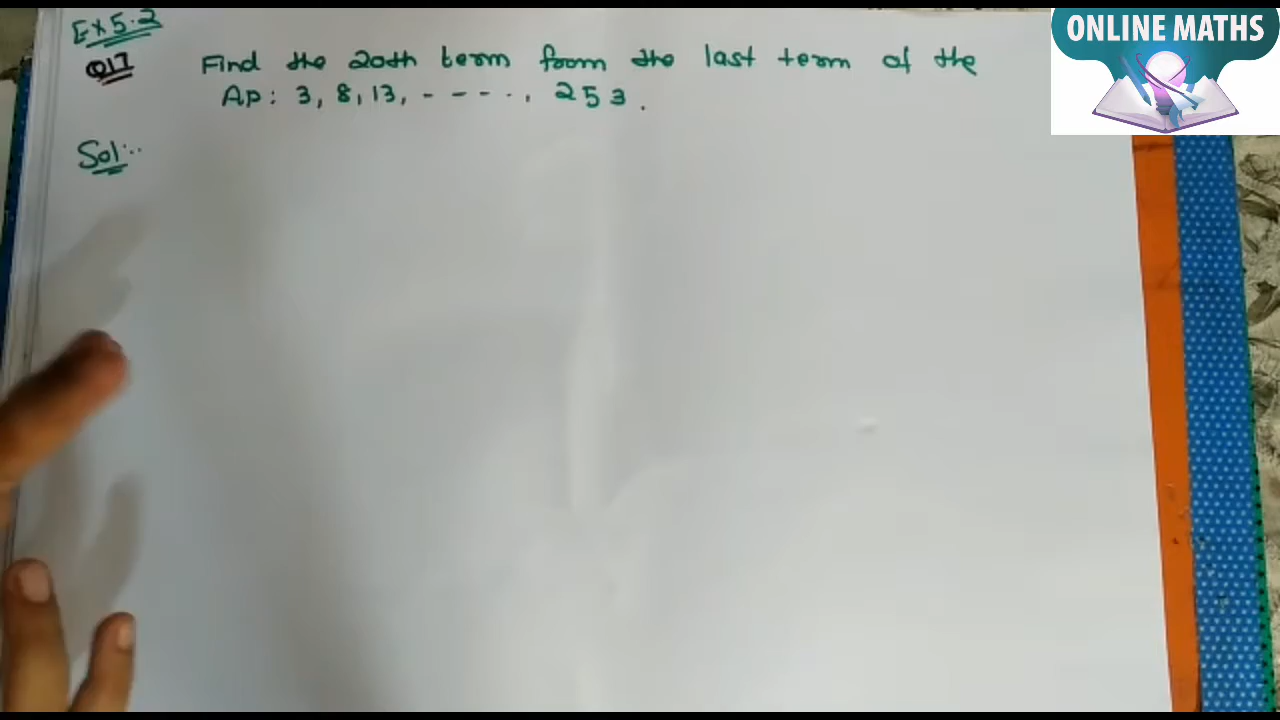 Ex 5.2
ONLINE MATHS
Q17 Find the 20th term from the last term of the
AP: 3, 8, 13, - - - - ., 253.
Sol:-